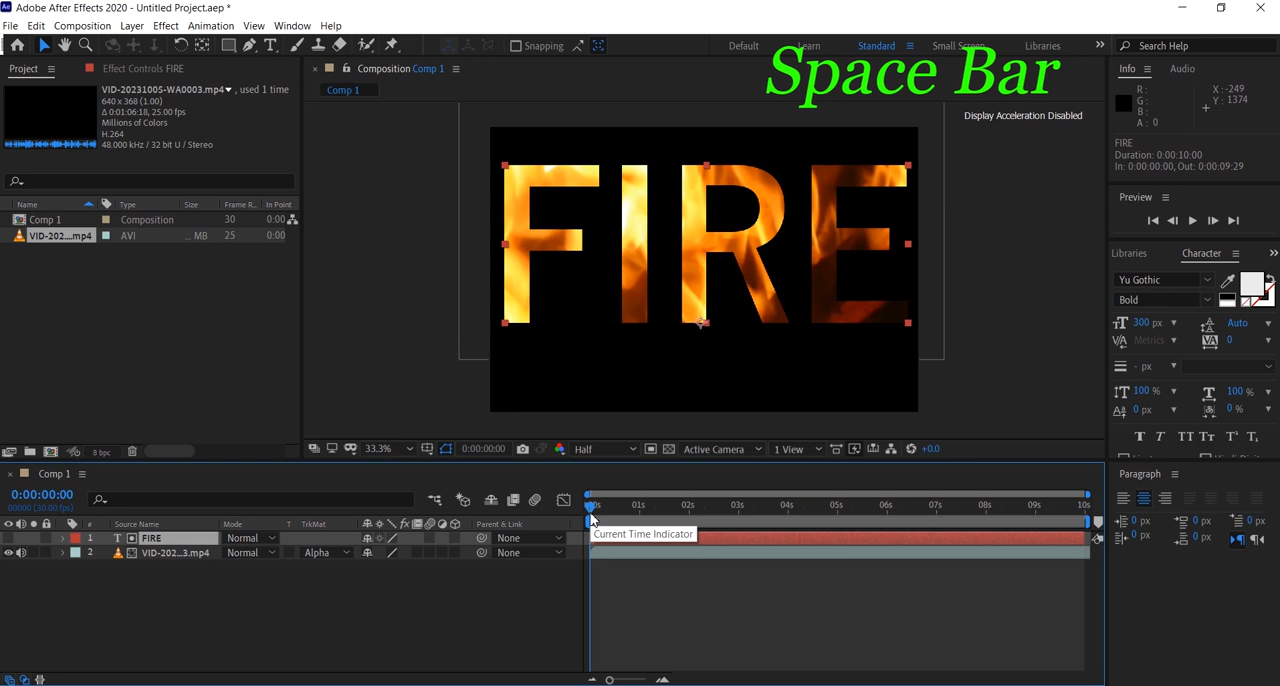 Adobe After Effects 2020 - Untitled Project.aep *
File Edit Composition Layer Effect Animation View Window Help
Snapping
Default Learn Standard Small Screen Libraries
Search Help
Space Bar
Project
Effect Controls FIRE
VID-20231005-WA0003.mp4 , used 1 time
640 x 368 (1.00)
Δ 0:01:06:18, 25.00 fps
Millions of Colors
H.264
48.000 kHz / 32 bit U / Stereo
Name Type Size Frame R... In Point
Comp 1 Composition 30 0:00
VID-202....mp4 AVI ... MB 25 0:00
8 bpc
Composition Comp 1
Comp 1
Display Acceleration Disabled
FIRE
33.3% 0:00:00:00 Half Active Camera 1 View +0.0
Info Audio
R: X: -249
G: Y: 1374
B:
A: 0
FIRE
Duration: 0:00:10:00
In: 0:00:00:00, Out: 0:00:09:29
Preview
Libraries Character
Yu Gothic
Bold
300 px Auto
Metrics 0
- px
100 % 100 %
0 px 0 %
T T TT Tr T¹ T₁
Paragraph
0 px 0 px 0 px
0 px 0 px
Comp 1
0:00:00:00
00000 (30.00 fps)
# Source Name Mode T TrkMat Parent & Link
1 T FIRE Normal None
2 VID-202...3.mp4 Normal Alpha None
00s 01s 02s 03s 04s 05s 06s 07s 08s 09s 10s
Current Time Indicator